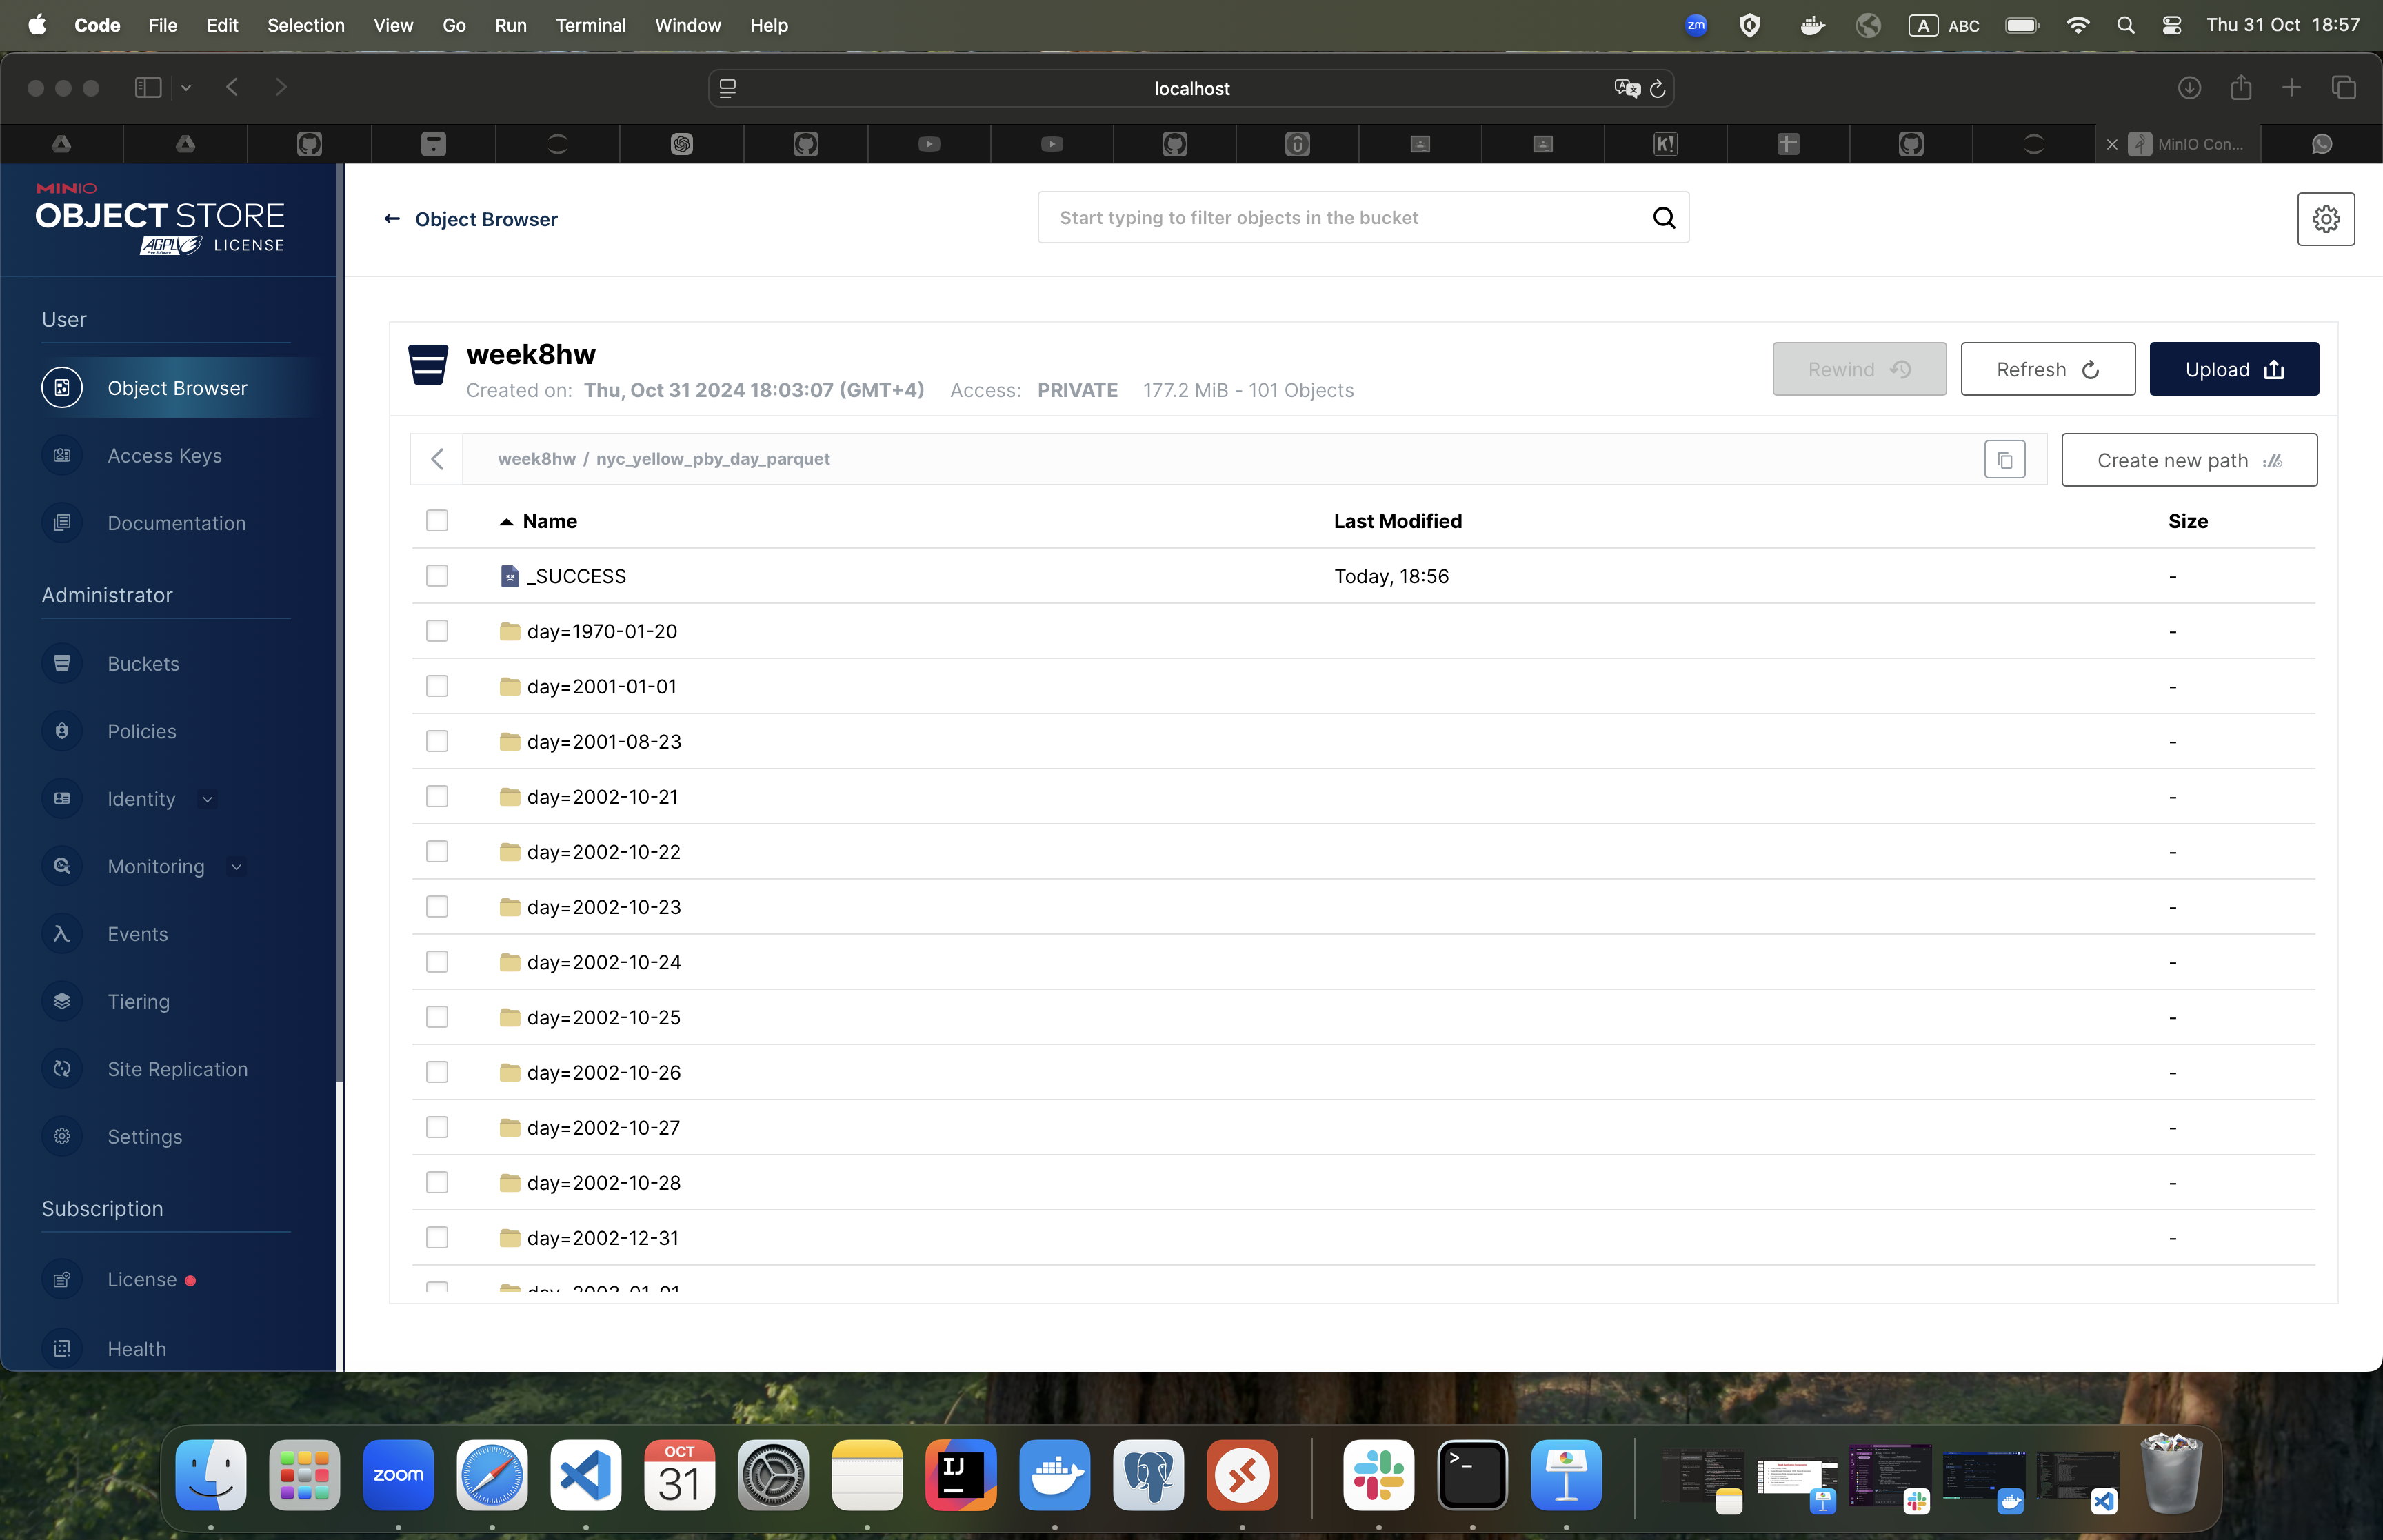 Code File Edit Selection View Go Run Terminal Window Help
zm A ABC Thu 31 Oct 18:57
localhost
K! MinIO Con...
MINIO
OBJECT STORE
AGPL LICENSE
User
Object Browser
Access Keys
Documentation
Administrator
Buckets
Policies
Identity
Monitoring
Events
Tiering
Site Replication
Settings
Subscription
License
Health
Object Browser
Start typing to filter objects in the bucket
week8hw
Created on: Thu, Oct 31 2024 18:03:07 (GMT+4) Access: PRIVATE 177.2 MiB - 101 Objects
Rewind Refresh Upload
week8hw / nyc_yellow_pby_day_parquet
Create new path
Name Last Modified Size
_SUCCESS Today, 18:56 -
day=1970-01-20 -
day=2001-01-01 -
day=2001-08-23 -
day=2002-10-21 -
day=2002-10-22 -
day=2002-10-23 -
day=2002-10-24 -
day=2002-10-25 -
day=2002-10-26 -
day=2002-10-27 -
day=2002-10-28 -
day=2002-12-31 -
day=2003-01-01
zoom
OCT
31
IJ
>_